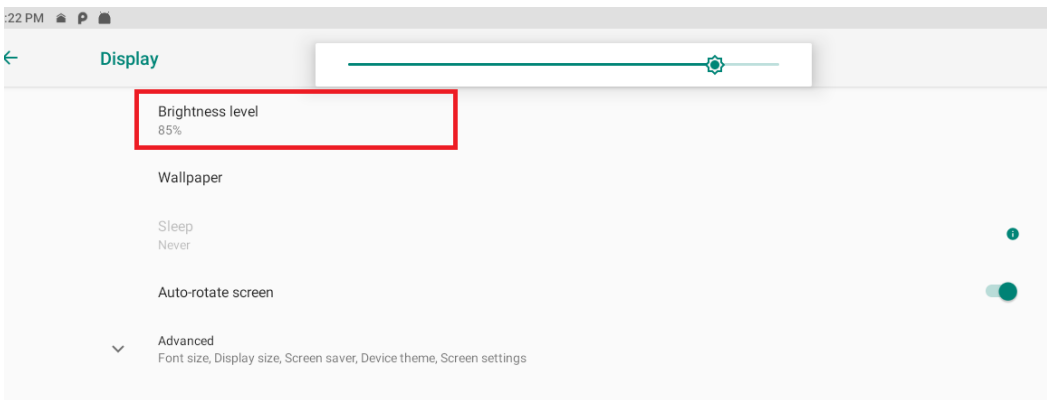 :22 PM
Display
Brightness level
85%
Wallpaper
Sleep
Never
Auto-rotate screen
Advanced
Font size, Display size, Screen saver, Device theme, Screen settings